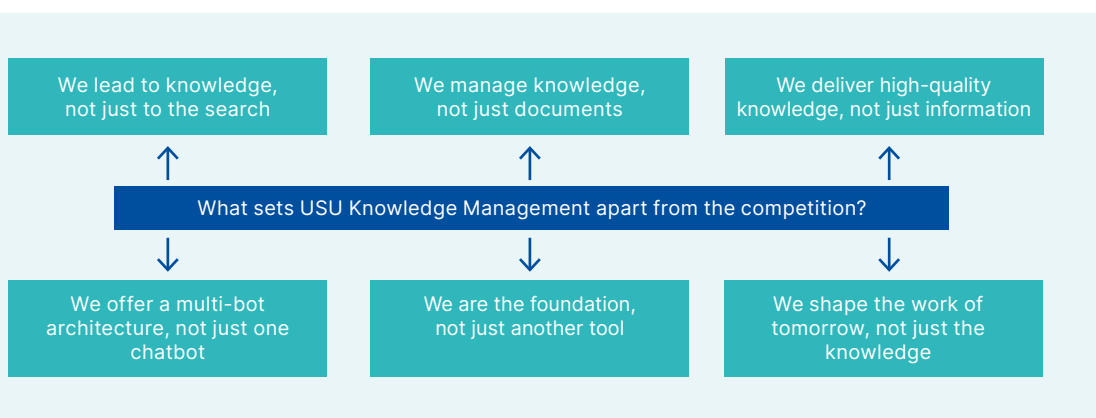 We lead to knowledge,
not just to the search
We manage knowledge,
not just documents
We deliver high-quality
knowledge, not just information
What sets USU Knowledge Management apart from the competition?
We offer a multi-bot
architecture, not just one
chatbot
We are the foundation,
not just another tool
We shape the work of
tomorrow, not just the
knowledge